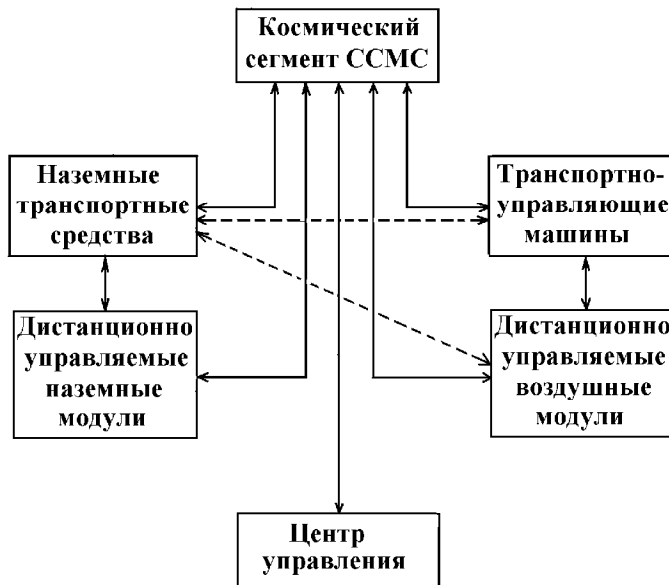 Космический
сегмент ССМС
Наземные
транспортные
средства
Транспортно-
управляющие
машины
Дистанционно
управляемые
наземные
модули
Дистанционно
управляемые
воздушные
модули
Центр
управления